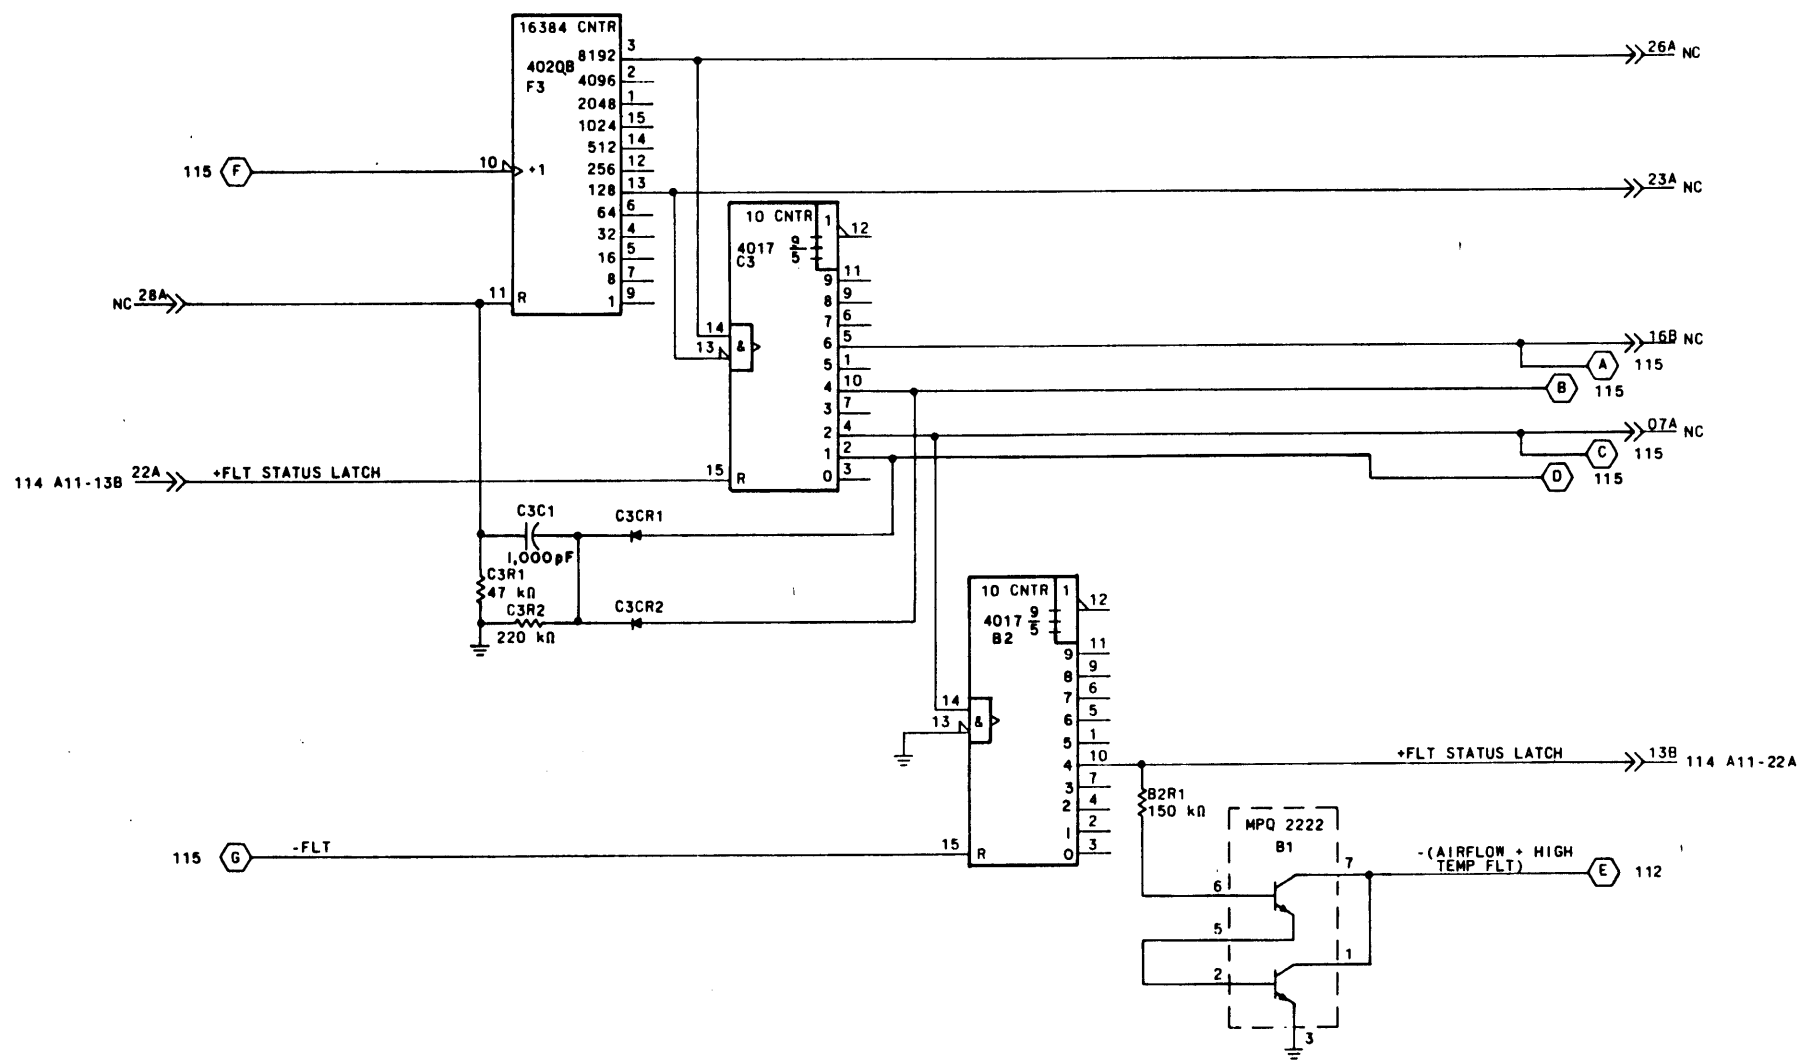 16384 CNTR
4020B
F3
8192 3
4096 2
2048 1
1024 15
512 14
256 12
128 13
64 6
32 4
16 5
8 7
1 9
26A NC
115 F
10 +1
23A NC
NC 28A
11 R
10 CNTR 1
12
4017 9
C3 5
9 11
8 9
7 6
6 5
5 1
4 10
3 7
2 4
1 2
0 3
14
13 &
16B NC
A 115
B 115
07A NC
C 115
D 115
114 A11-13B 22A +FLT STATUS LATCH
15 R
C3C1
1,000pF
C3CR1
C3R1
47 kΩ
C3R2
220 kΩ
C3CR2
10 CNTR 1
12
4017 9
B2 5
9 11
8 9
7 6
6 5
5 1
4 10
3 7
2 4
1 2
0 3
14
13 &
+FLT STATUS LATCH 13B 114 A11-22A
B2R1
150 kΩ
115 G -FLT
15 R
MPQ 2222
B1
7
6
5
2
1
3
-(AIRFLOW + HIGH
TEMP FLT)
E 112